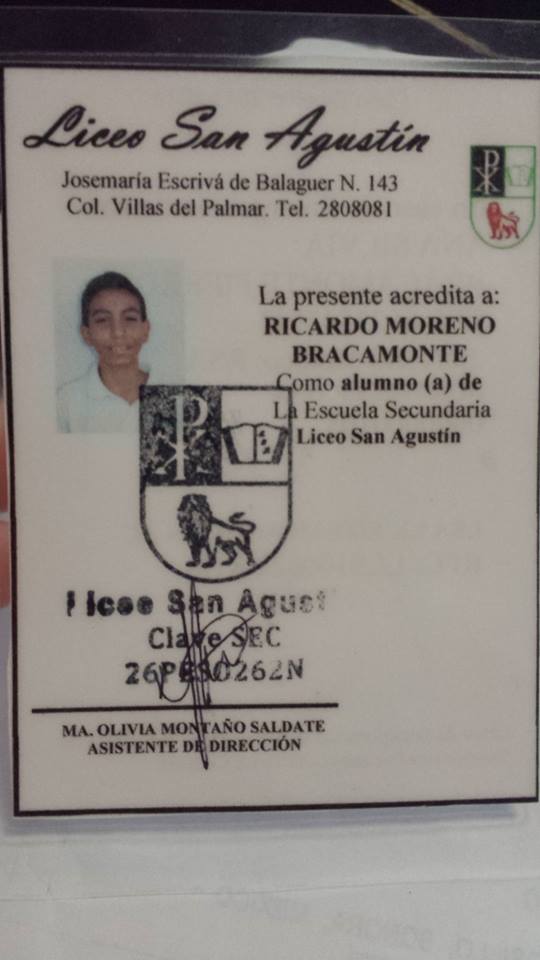 Liceo San Agustín
Josemaría Escrivá de Balaguer N. 143
Col. Villas del Palmar. Tel. 2808081
La presente acredita a:
RICARDO MORENO
BRACAMONTE
Como alumno (a) de
La Escuela Secundaria
Liceo San Agustín
Liceo San Agust
Clave SEC
26PES0262N
MA. OLIVIA MONTAÑO SALDATE
ASISTENTE DE DIRECCIÓN
SONORA, MEXICO